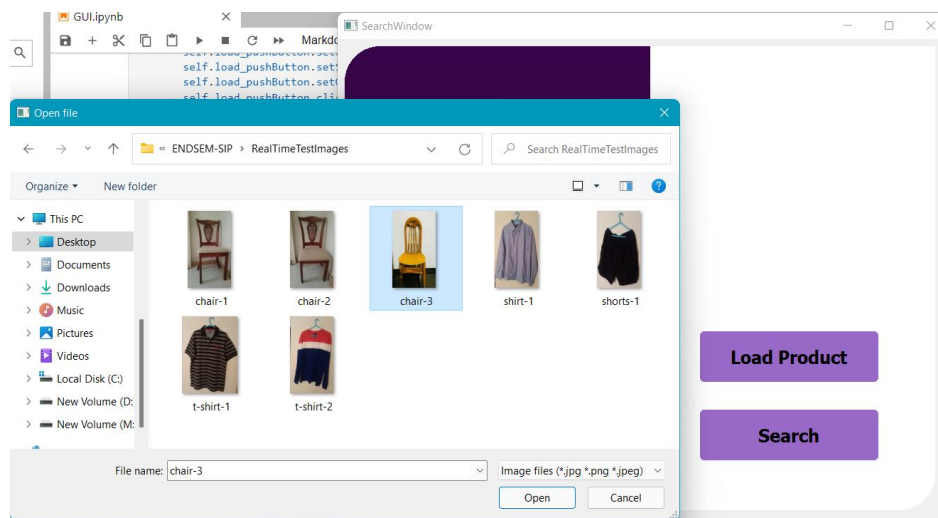 GUI.ipynb
SearchWindow
Markdo
self.load_pushButton.set
self.load_pushButton.set
Open file
« ENDSEM-SIP > RealTimeTestImages
Search RealTimeTestImages
Organize
New folder
This PC
Desktop
Documents
Downloads
Music
Pictures
Videos
Local Disk (C:)
New Volume (D:
New Volume (M:
chair-1
chair-2
chair-3
shirt-1
shorts-1
t-shirt-1
t-shirt-2
Load Product
Search
File name:
chair-3
Image files (*.jpg *.png *.jpeg)
Open
Cancel